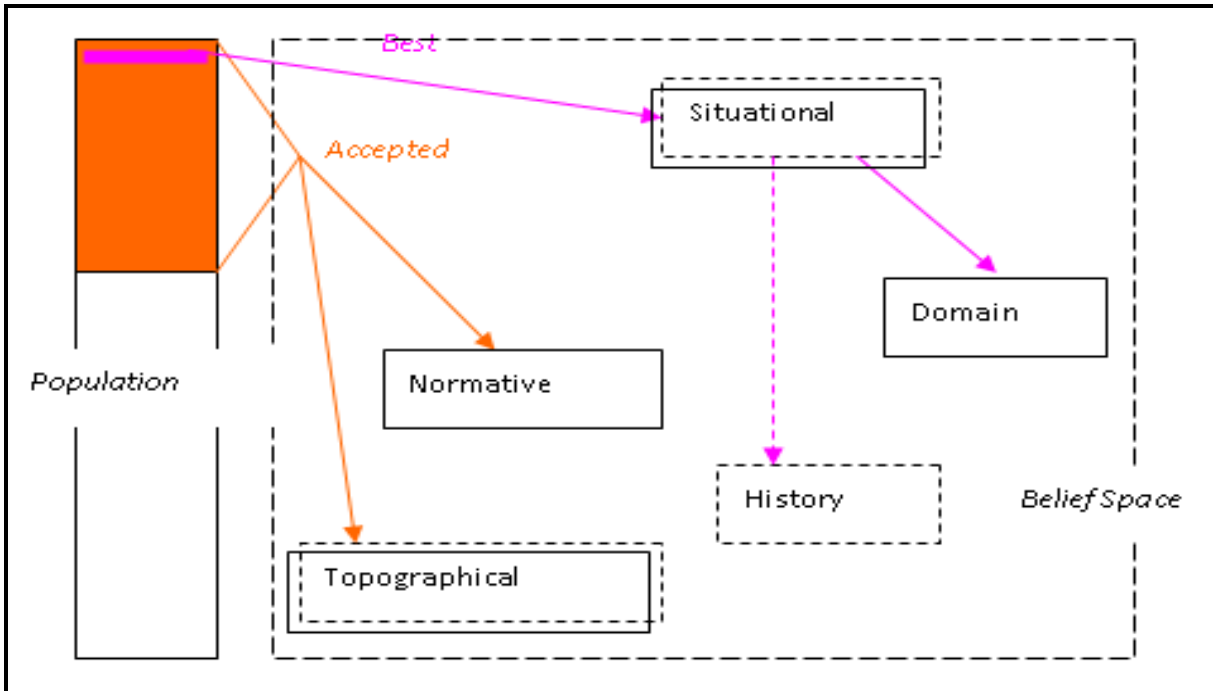 Best
Situational
Accepted
Domain
Population
Normative
History
Belief Space
Topographical